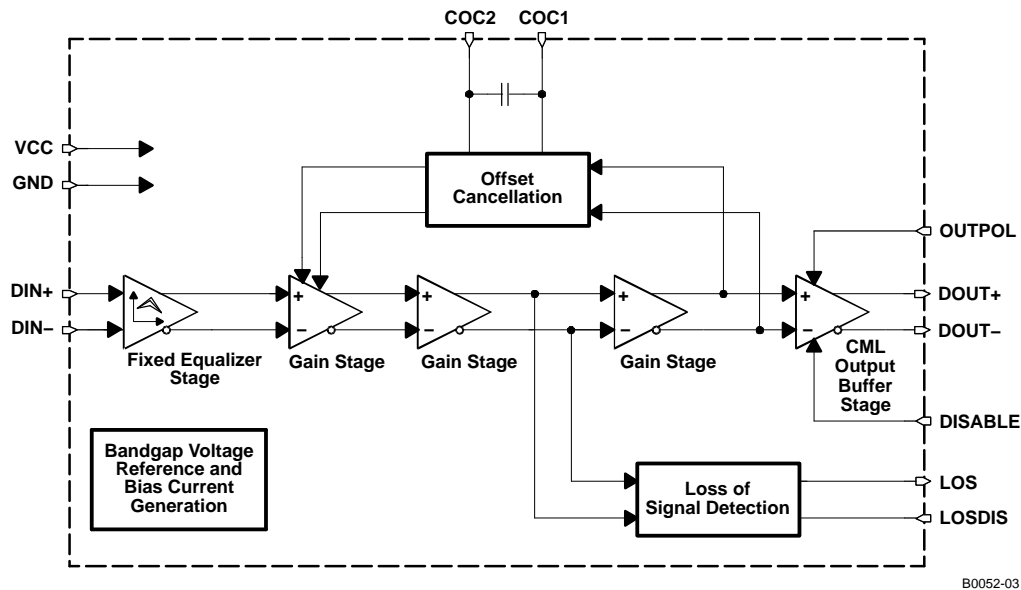 COC2 COC1
VCC
GND
Offset
Cancellation
OUTPOL
DIN+
DOUT+
DIN–
DOUT–
+
–
+
–
+
–
+
–
Fixed Equalizer
Stage
Gain Stage
Gain Stage
Gain Stage
CML
Output
Buffer
Stage
DISABLE
Bandgap Voltage
Reference and
Bias Current
Generation
Loss of
Signal Detection
LOS
LOSDIS
B0052-03